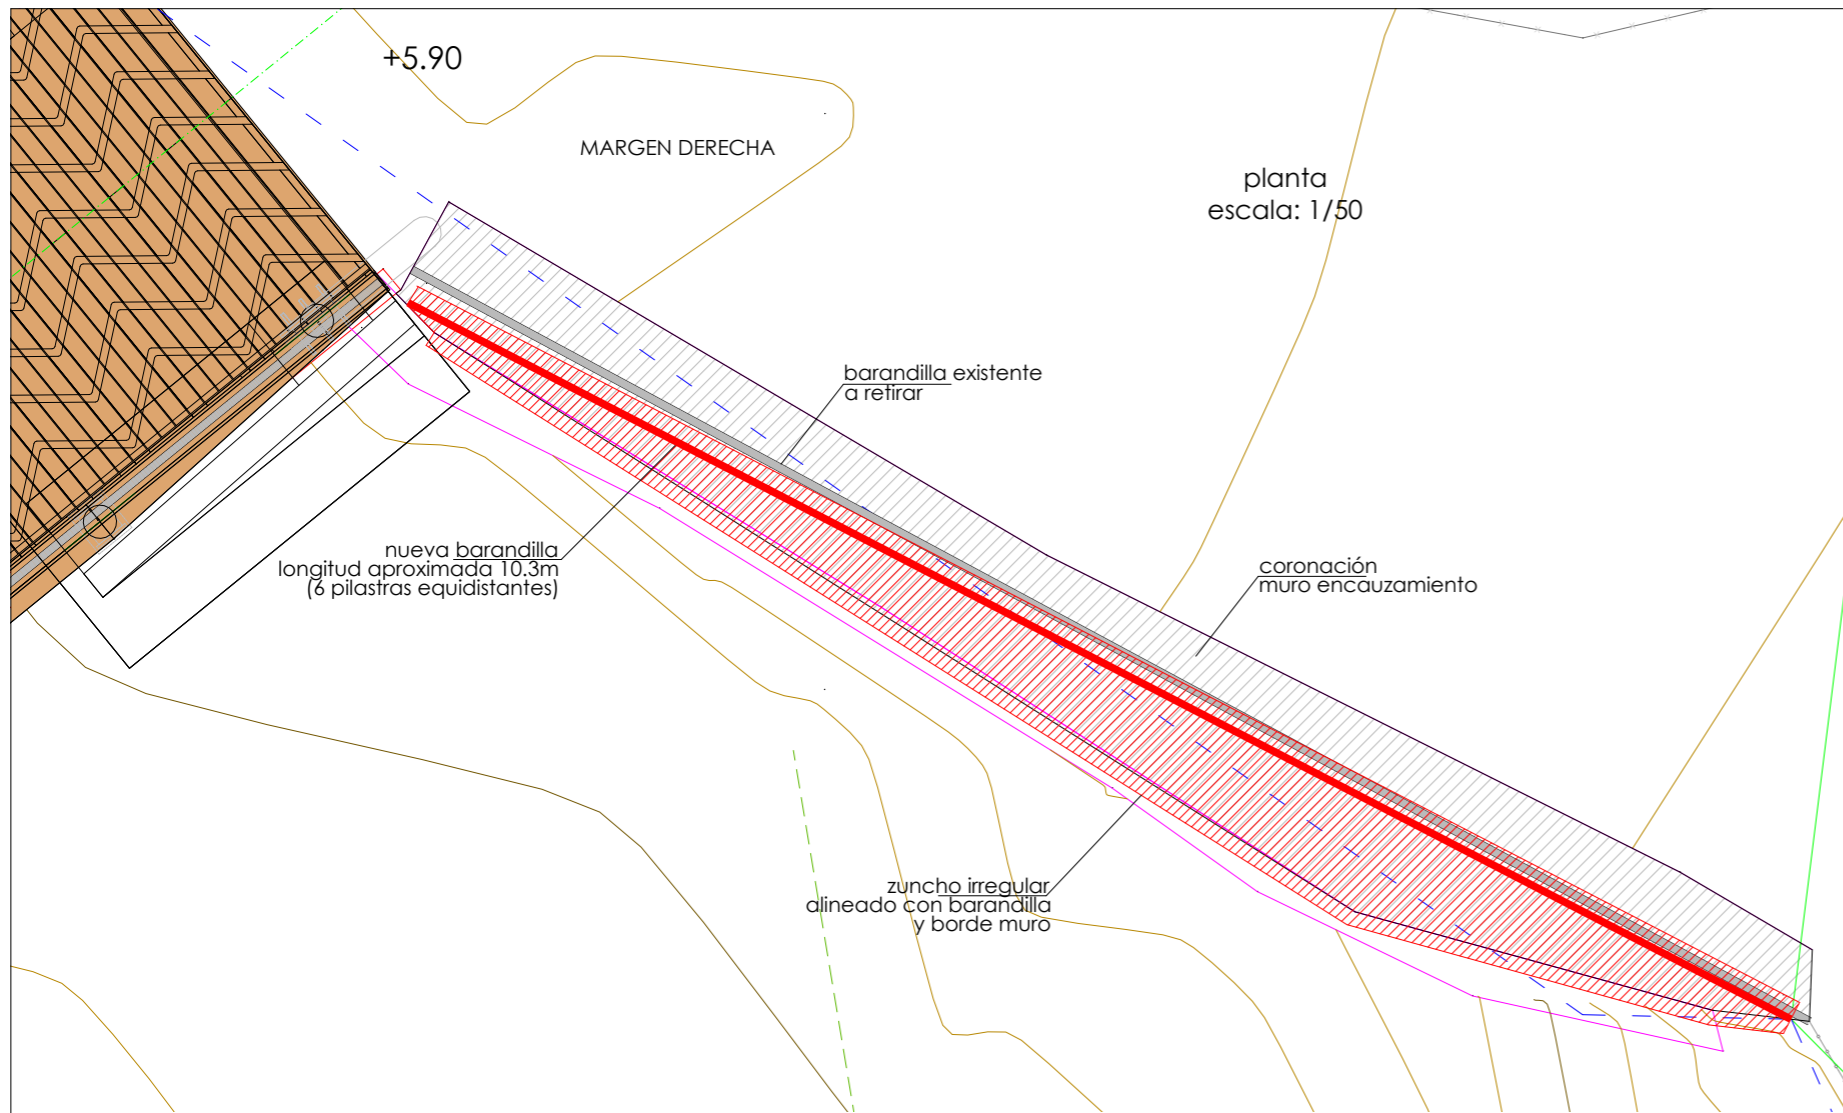 +5.90
MARGEN DERECHA
planta
escala: 1/50
barandilla existente
a retirar
nueva barandilla
longitud aproximada 10.3m
(6 pilastras equidistantes)
coronación
muro encauzamiento
zuncho irregular
alineado con barandilla
y borde muro